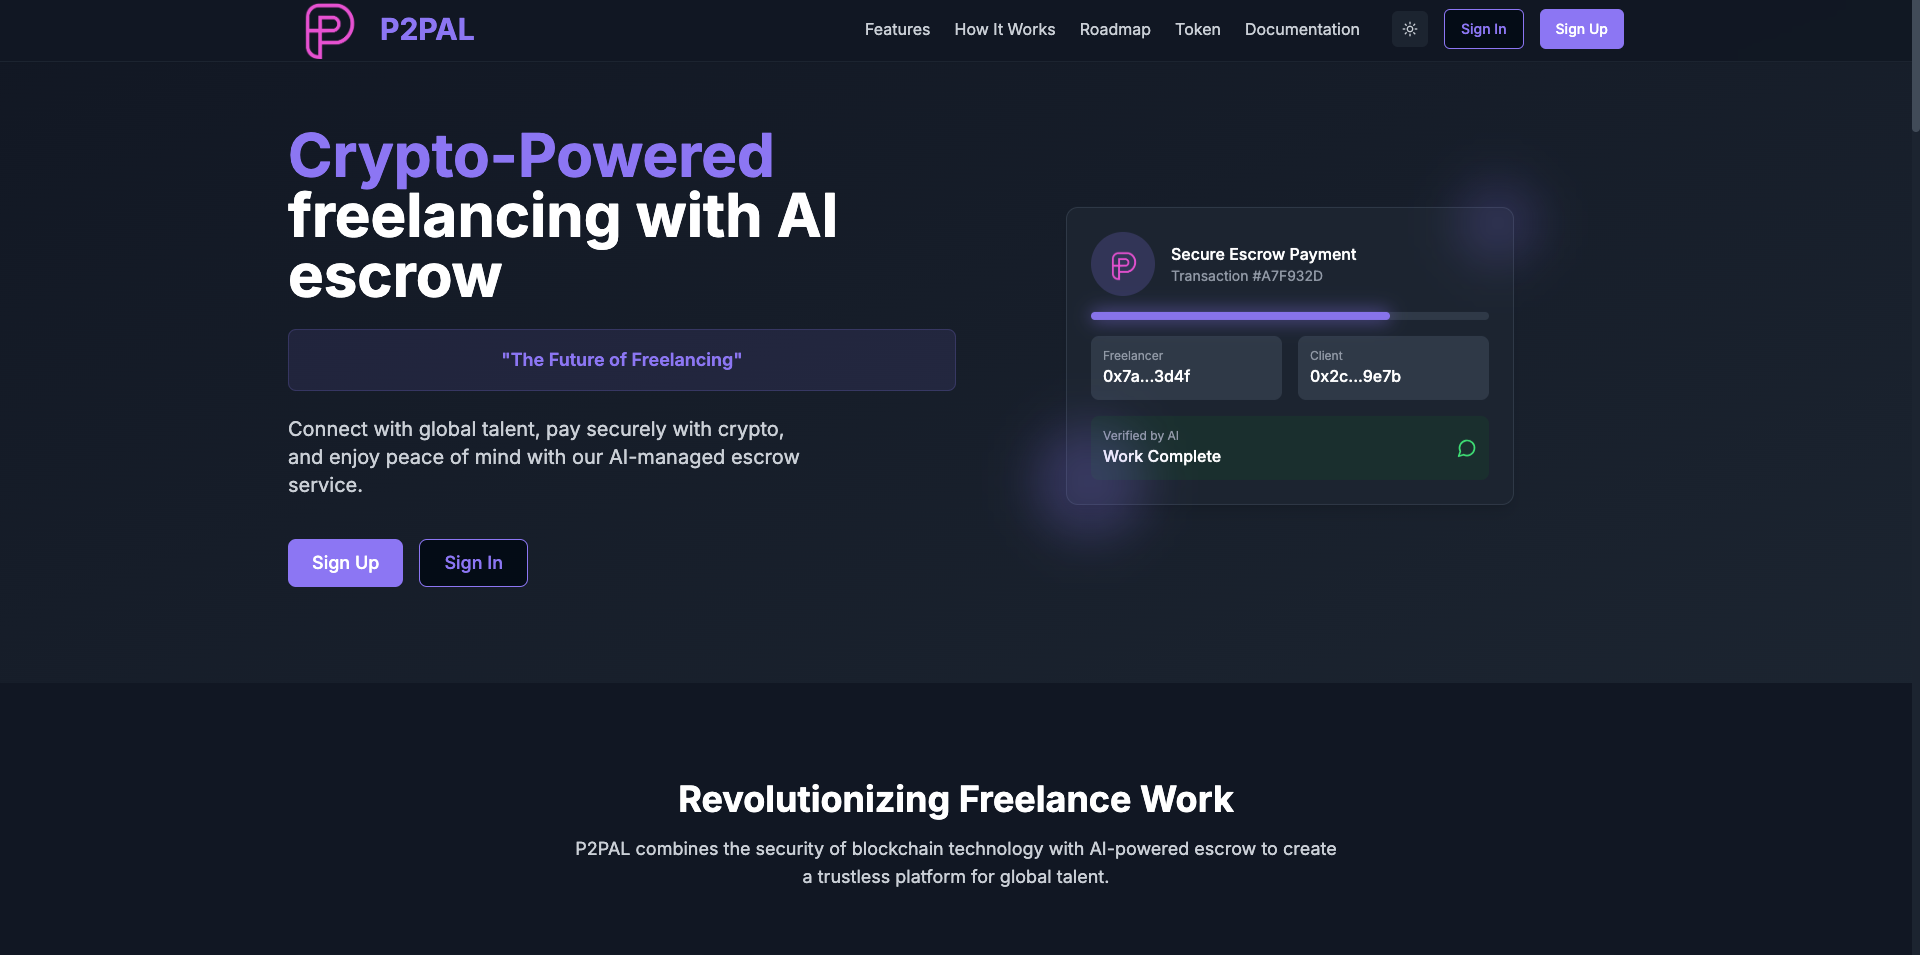 P2PAL
Features
How It Works
Roadmap
Token
Documentation
Sign In
Sign Up
Crypto-Powered
freelancing with AI
escrow
"The Future of Freelancing"
Connect with global talent, pay securely with crypto,
and enjoy peace of mind with our AI-managed escrow
service.
Sign Up
Sign In
Secure Escrow Payment
Transaction #A7F932D
Freelancer
0x7a...3d4f
Client
0x2c...9e7b
Verified by AI
Work Complete
Revolutionizing Freelance Work
P2PAL combines the security of blockchain technology with AI-powered escrow to create
a trustless platform for global talent.